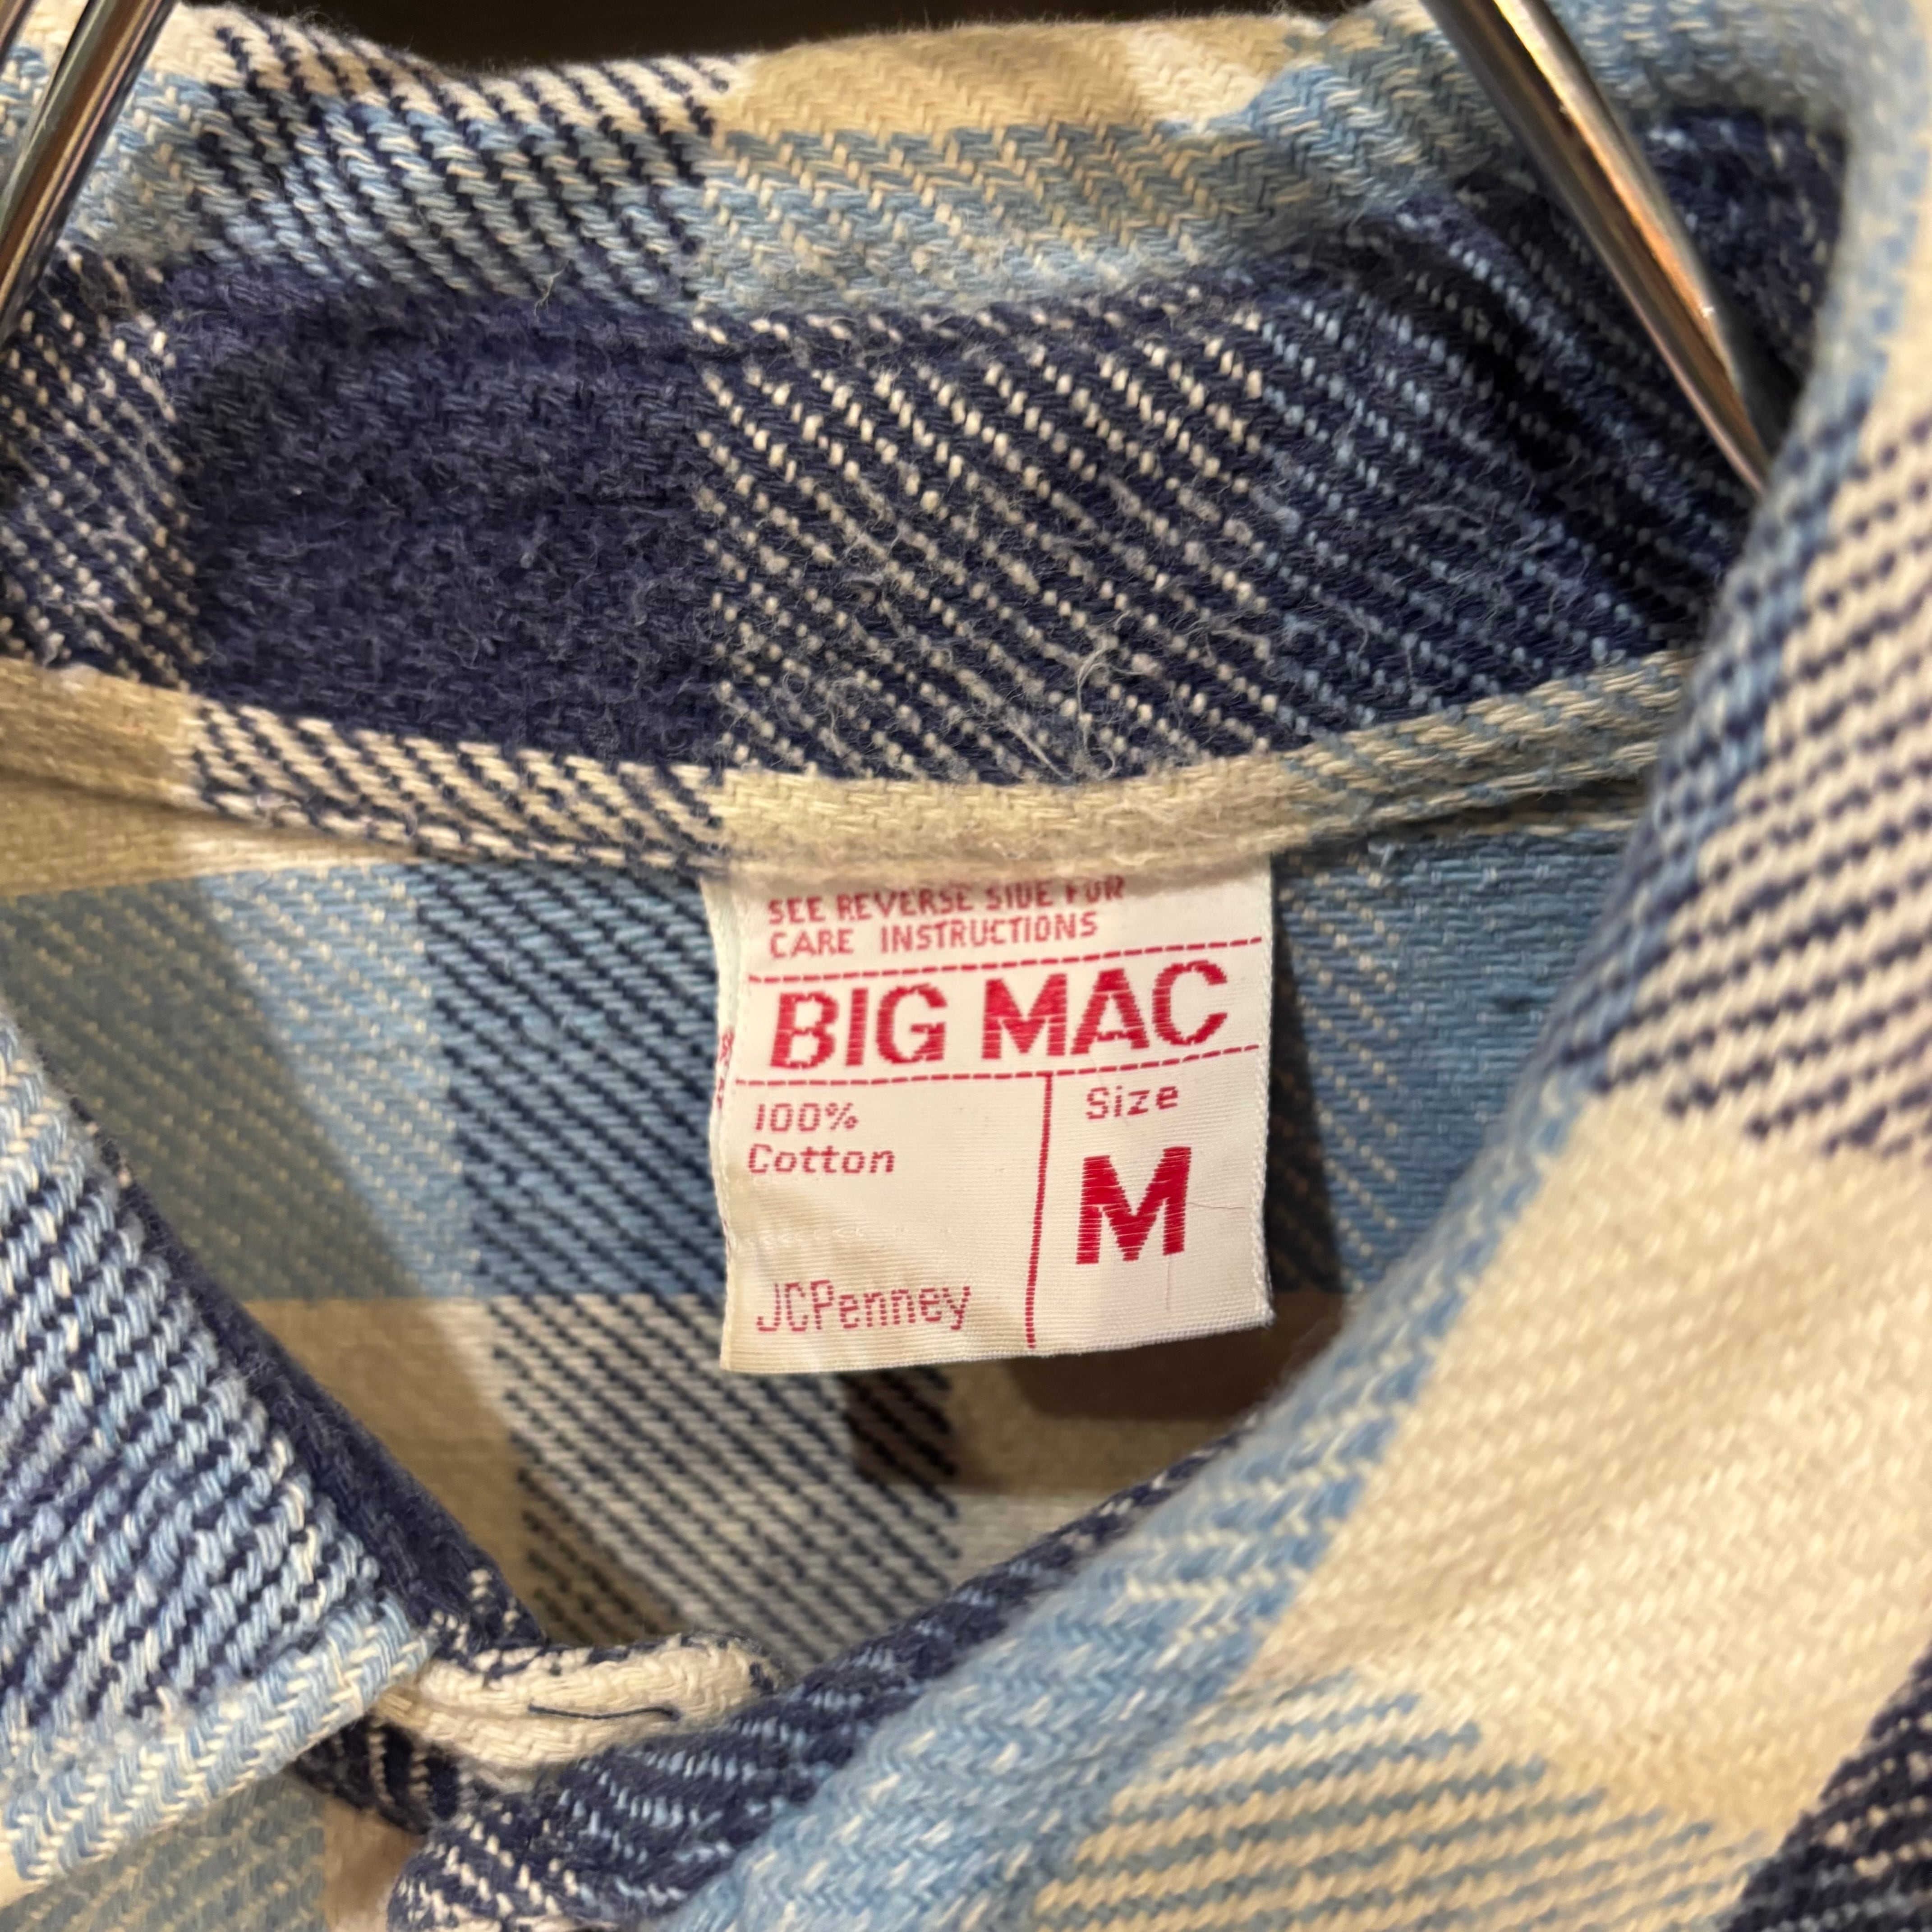 SEE REVERSE SIDE FOR
CARE INSTRUCTIONS
BIG MAC
100%
Cotton
Size
M
JCPenney